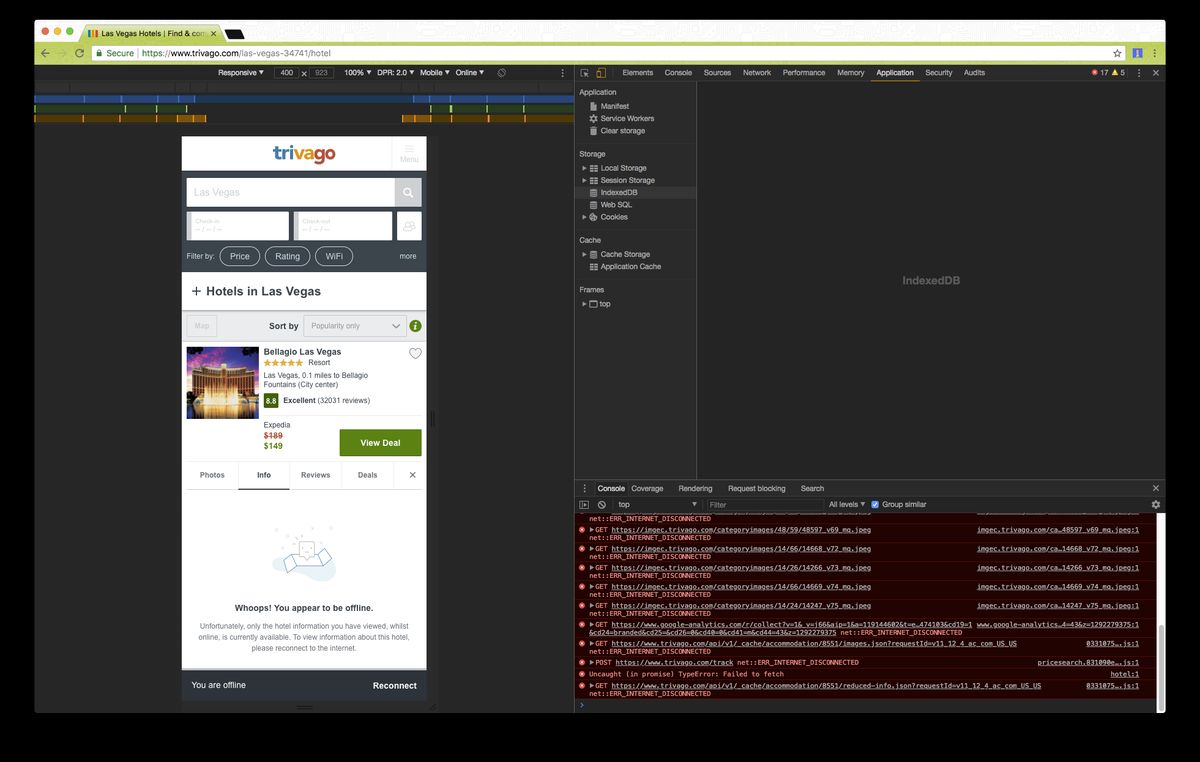 Las Vegas Hotels | Find & com
Secure https://www.trivago.com/las-vegas-34741/hotel
Responsive 400 x 923 100% DPR: 2.0 Mobile Online
Elements Console Sources Network Performance Memory Application Security Audits 17 5
trivago
Menu
Las Vegas
Check-in
-- / -- / --
Check-out
-- / -- / --
Filter by: Price Rating WiFi more
+ Hotels in Las Vegas
Map Sort by Popularity only i
Bellagio Las Vegas
Resort
Las Vegas, 0.1 miles to Bellagio
Fountains (City center)
8.8 Excellent (32031 reviews)
Expedia
$189
$149
View Deal
Photos Info Reviews Deals
Whoops! You appear to be offline.
Unfortunately, only the hotel information you have viewed, whilst
online, is currently available. To view information about this hotel,
please reconnect to the internet.
You are offline Reconnect
Application
Manifest
Service Workers
Clear storage
Storage
Local Storage
Session Storage
IndexedDB
Web SQL
Cookies
Cache
Cache Storage
Application Cache
Frames
top
IndexedDB
Console Coverage Rendering Request blocking Search
top Filter All levels Group similar
net::ERR_INTERNET_DISCONNECTED
GET https://imgec.trivago.com/categoryimages/48/59/48597_v69_mq.jpeg imgec.trivago.com/ca…48597_v69_mq.jpeg:1
net::ERR_INTERNET_DISCONNECTED
GET https://imgec.trivago.com/categoryimages/14/66/14668_v72_mq.jpeg imgec.trivago.com/ca…14668_v72_mq.jpeg:1
net::ERR_INTERNET_DISCONNECTED
GET https://imgec.trivago.com/categoryimages/14/26/14266_v73_mq.jpeg imgec.trivago.com/ca…14266_v73_mq.jpeg:1
net::ERR_INTERNET_DISCONNECTED
GET https://imgec.trivago.com/categoryimages/14/66/14669_v74_mq.jpeg imgec.trivago.com/ca…14669_v74_mq.jpeg:1
net::ERR_INTERNET_DISCONNECTED
GET https://imgec.trivago.com/categoryimages/14/24/14247_v75_mq.jpeg imgec.trivago.com/ca…14247_v75_mq.jpeg:1
net::ERR_INTERNET_DISCONNECTED
GET https://www.google-analytics.com/r/collect?v=1&_v=j66&aip=1&a=119144602&t=e…474103&cd19=1 www.google-analytics…4=43&z=1292279375:1
&cd24=branded&cd25=&cd26=0&cd40=0&cd41=m&cd44=43&z=1292279375 net::ERR_INTERNET_DISCONNECTED
GET https://www.trivago.com/api/v1/_cache/accommodation/8551/images.json?requestId=v11_12_4_ac_com_US_US 0331075….js:1
net::ERR_INTERNET_DISCONNECTED
POST https://www.trivago.com/track net::ERR_INTERNET_DISCONNECTED pricesearch.831090e….js:1
Uncaught (in promise) TypeError: Failed to fetch hotel:1
GET https://www.trivago.com/api/v1/_cache/accommodation/8551/reduced-info.json?requestId=v11_12_4_ac_com_US_US 0331075….js:1
net::ERR_INTERNET_DISCONNECTED